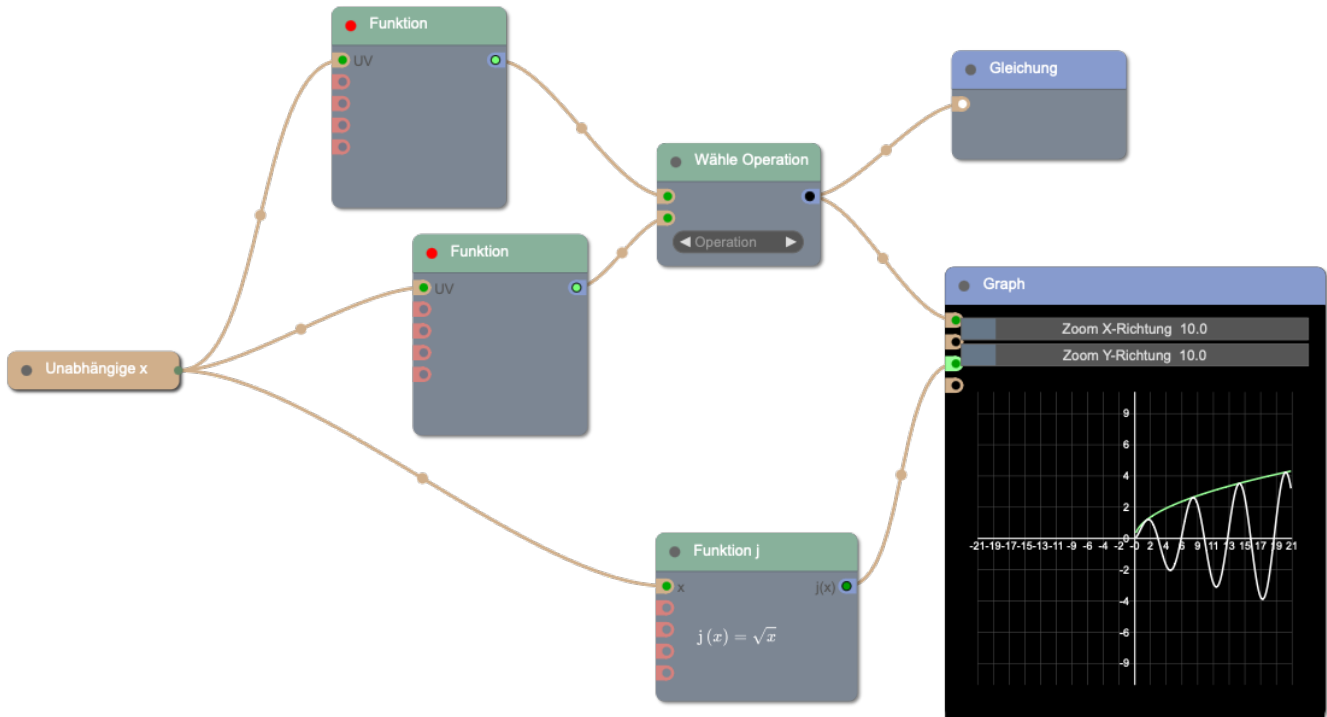 Funktion
UV
Gleichung
Wähle Operation
◀ Operation ▶
Funktion
UV
Graph
Zoom X-Richtung 10.0
Zoom Y-Richtung 10.0
Unabhängige x
9
6
4
2
0
-21-19-17-15-13-11 -9 -6 -4 -2 -0 2 4 6 9 11 13 15 17 19 21
-2
-4
-6
-9
Funktion j
x j(x)
j (x) = √x